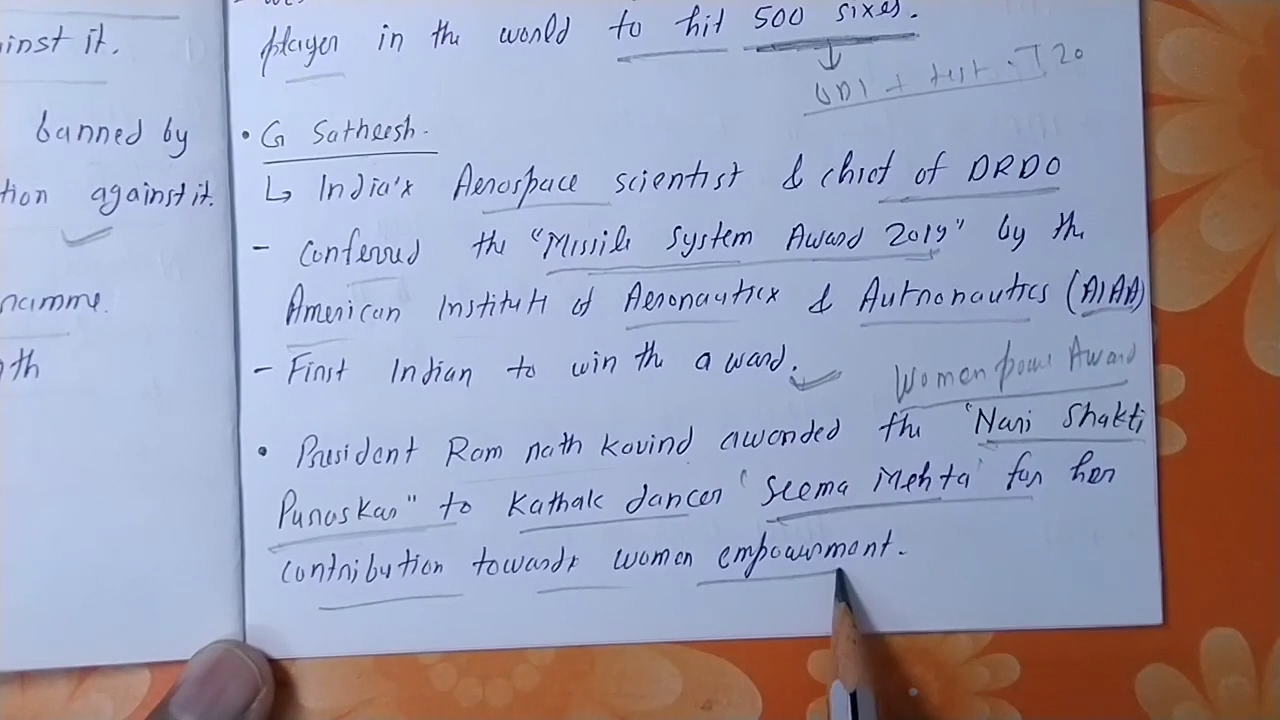 inst it.
banned by
tion against it.
namme.
th
player in the world to hit 500 sixes.
ODI + test + T20
• G Satheesh.
↳ India's Aerospace scientist & chief of DRDO
- conferred the "Missile System Award 2019" by the
American Institute of Aeronautics & Autronautics (AIAA)
- First Indian to win the award.
Women power Award
• President Ram nath Kovind awarded the "Nari Shakti
Puraskar" to Kathak dancer 'Seema Mehta' for her
contribution towards women empowerment.